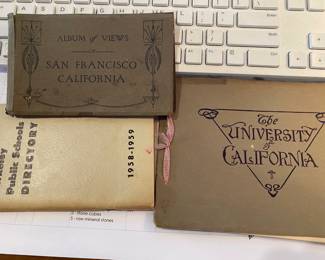 ALBUM of VIEWS
SAN FRANCISCO
CALIFORNIA
Public Schools
DIRECTORY
1958-1959
The
UNIVERSITY
of
CALIFORNIA